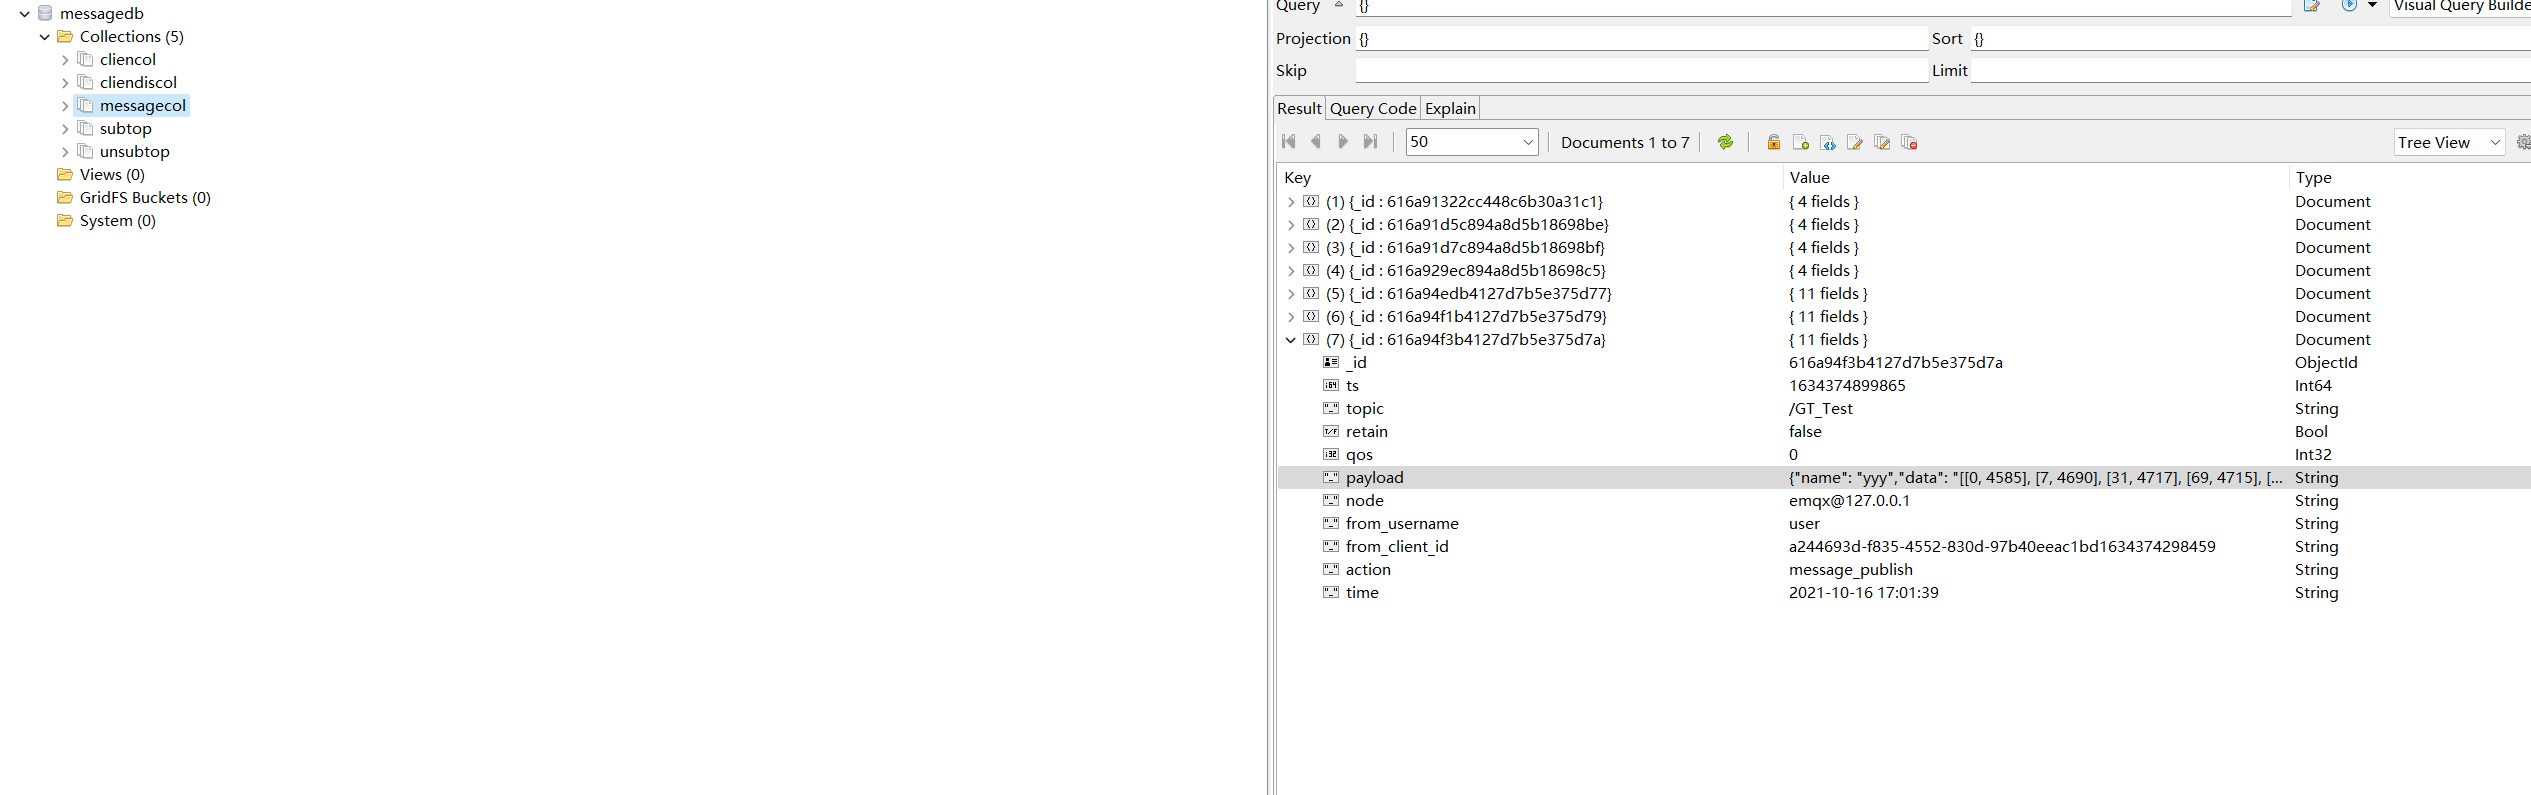 messagedb
Collections (5)
cliencol
cliendiscol
messagecol
subtop
unsubtop
Views (0)
GridFS Buckets (0)
System (0)
Query {} Visual Query Builde
Projection {} Sort {}
Skip Limit
Result Query Code Explain
50 Documents 1 to 7 Tree View
Key Value Type
(1) {_id : 616a91322cc448c6b30a31c1} { 4 fields } Document
(2) {_id : 616a91d5c894a8d5b18698be} { 4 fields } Document
(3) {_id : 616a91d7c894a8d5b18698bf} { 4 fields } Document
(4) {_id : 616a929ec894a8d5b18698c5} { 4 fields } Document
(5) {_id : 616a94edb4127d7b5e375d77} { 11 fields } Document
(6) {_id : 616a94f1b4127d7b5e375d79} { 11 fields } Document
(7) {_id : 616a94f3b4127d7b5e375d7a} { 11 fields } Document
_id 616a94f3b4127d7b5e375d7a ObjectId
i64 ts 1634374899865 Int64
"_" topic /GT_Test String
T/F retain false Bool
i32 qos 0 Int32
"_" payload {"name": "yyy","data": "[[0, 4585], [7, 4690], [31, 4717], [69, 4715], [... String
"_" node emqx@127.0.0.1 String
"_" from_username user String
"_" from_client_id a244693d-f835-4552-830d-97b40eeac1bd1634374298459 String
"_" action message_publish String
"_" time 2021-10-16 17:01:39 String